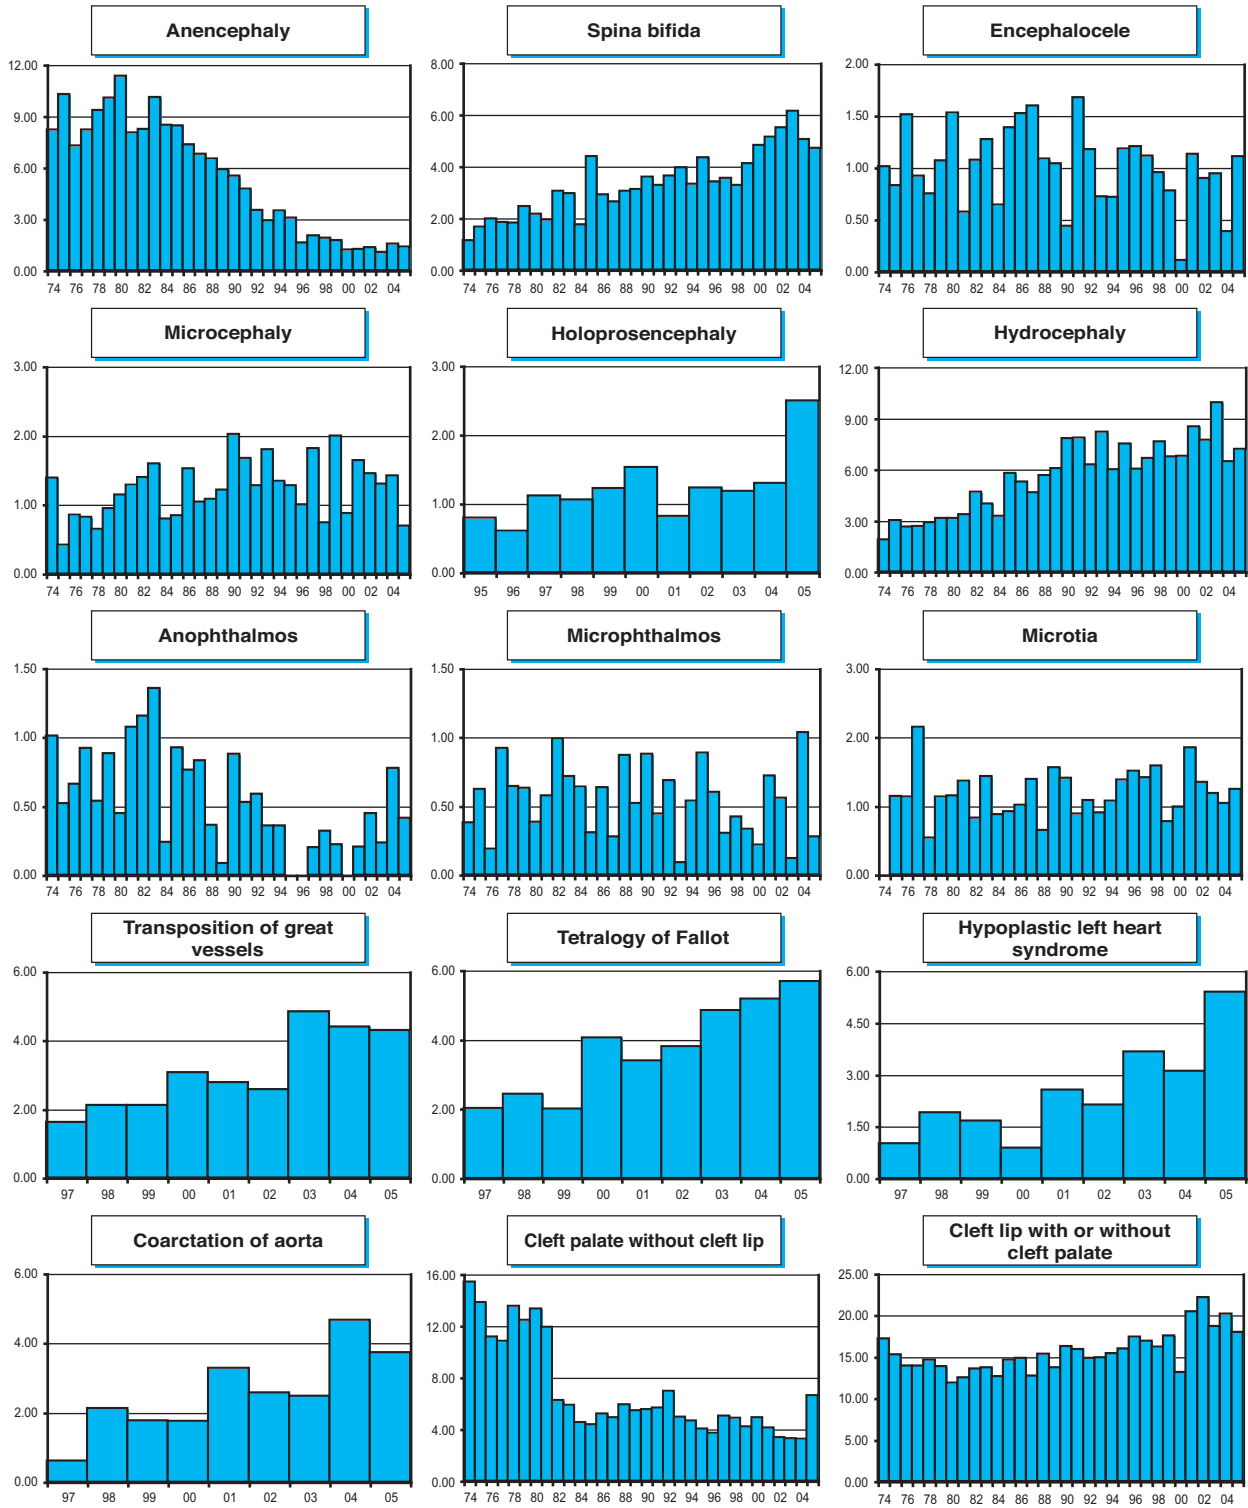 Anencephaly
12.00
9.00
6.00
3.00
0.00
74 76 78 80 82 84 86 88 90 92 94 96 98 00 02 04
Spina bifida
8.00
6.00
4.00
2.00
0.00
74 76 78 80 82 84 86 88 90 92 94 96 98 00 02 04
Encephalocele
2.00
1.50
1.00
0.50
0.00
74 76 78 80 82 84 86 88 90 92 94 96 98 00 02 04
Microcephaly
3.00
2.00
1.00
0.00
74 76 78 80 82 84 86 88 90 92 94 96 98 00 02 04
Holoprosencephaly
3.00
2.00
1.00
0.00
95 96 97 98 99 00 01 02 03 04 05
Hydrocephaly
12.00
9.00
6.00
3.00
0.00
74 76 78 80 82 84 86 88 90 92 94 96 98 00 02 04
Anophthalmos
1.50
1.00
0.50
0.00
74 76 78 80 82 84 86 88 90 92 94 96 98 00 02 04
Microphthalmos
1.50
1.00
0.50
0.00
74 76 78 80 82 84 86 88 90 92 94 96 98 00 02 04
Microtia
3.00
2.00
1.00
0.00
74 76 78 80 82 84 86 88 90 92 94 96 98 00 02 04
Transposition of great
vessels
6.00
4.00
2.00
0.00
97 98 99 00 01 02 03 04 05
Tetralogy of Fallot
6.00
4.00
2.00
0.00
97 98 99 00 01 02 03 04 05
Hypoplastic left heart
syndrome
6.00
4.50
3.00
1.50
0.00
97 98 99 00 01 02 03 04 05
Coarctation of aorta
6.00
4.00
2.00
0.00
97 98 99 00 01 02 03 04 05
Cleft palate without cleft lip
16.00
12.00
8.00
4.00
0.00
74 76 78 80 82 84 86 88 90 92 94 96 98 00 02 04
Cleft lip with or without
cleft palate
25.00
20.00
15.00
10.00
5.00
0.00
74 76 78 80 82 84 86 88 90 92 94 96 98 00 02 04